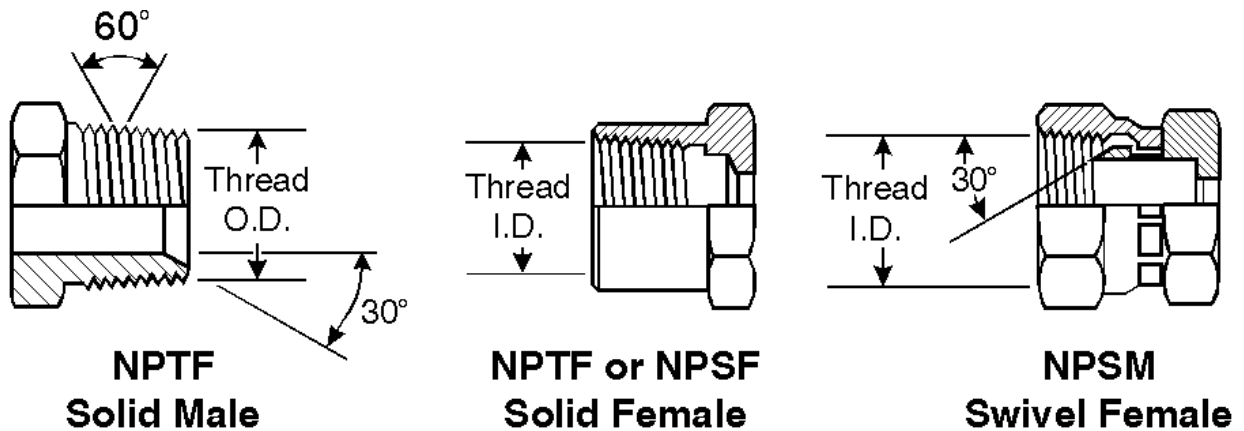 60°
Thread
O.D.
30°
NPTF
Solid Male
Thread
I.D.
NPTF or NPSF
Solid Female
Thread
I.D.
30°
NPSM
Swivel Female